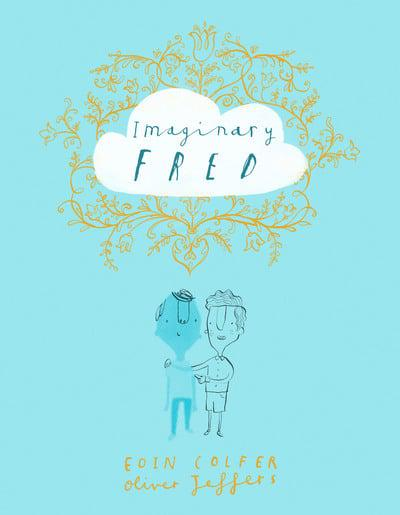 Imaginary
FRED
EOIN COLFER
Oliver Jeffers